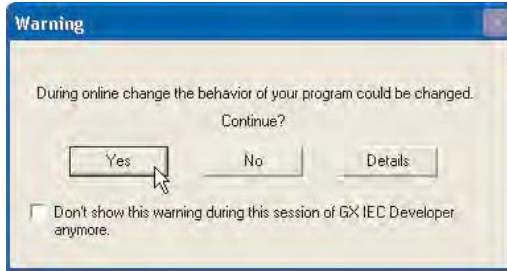 Warning
During online change the behavior of your program could be changed.
Continue?
Yes
No
Details
Don't show this warning during this session of GX IEC Developer
anymore.